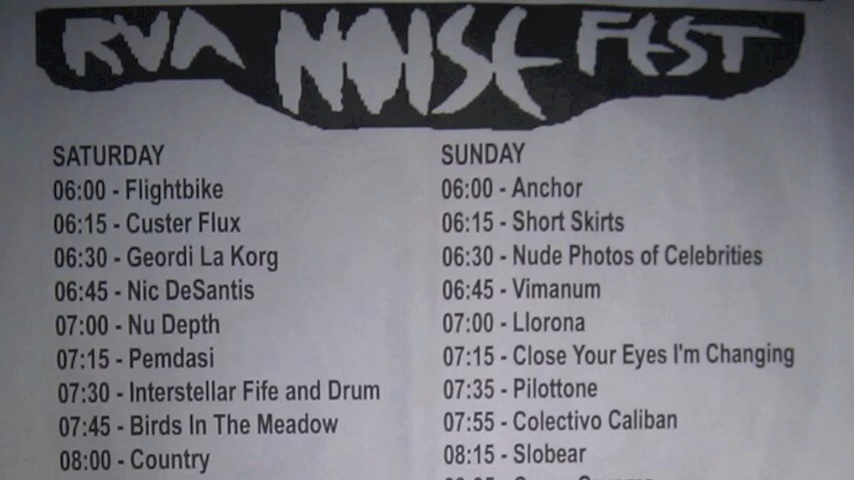 RVA NOISE FEST
SATURDAY
06:00 - Flightbike
06:15 - Custer Flux
06:30 - Geordi La Korg
06:45 - Nic DeSantis
07:00 - Nu Depth
07:15 - Pemdasi
07:30 - Interstellar Fife and Drum
07:45 - Birds In The Meadow
08:00 - Country
SUNDAY
06:00 - Anchor
06:15 - Short Skirts
06:30 - Nude Photos of Celebrities
06:45 - Vimanum
07:00 - Llorona
07:15 - Close Your Eyes I'm Changing
07:35 - Pilottone
07:55 - Colectivo Caliban
08:15 - Slobear